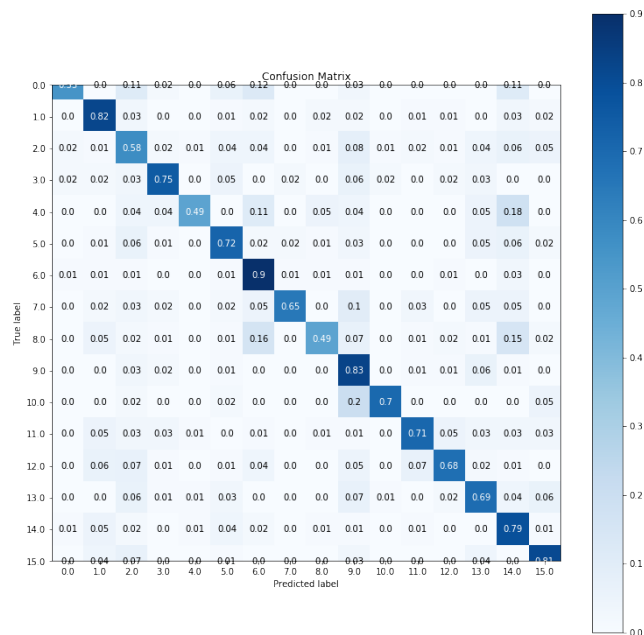 Confusion Matrix
0.0 0.53 0.0 0.11 0.02 0.0 0.06 0.12 0.0 0.0 0.03 0.0 0.0 0.0 0.0 0.11 0.0
1.0 0.0 0.82 0.03 0.0 0.0 0.01 0.02 0.0 0.02 0.02 0.0 0.01 0.01 0.0 0.03 0.02
2.0 0.02 0.01 0.58 0.02 0.01 0.04 0.04 0.01 0.0 0.08 0.01 0.02 0.01 0.04 0.06 0.05
3.0 0.02 0.02 0.03 0.75 0.0 0.05 0.0 0.02 0.0 0.06 0.02 0.0 0.02 0.03 0.0 0.0
4.0 0.0 0.0 0.04 0.04 0.49 0.0 0.11 0.0 0.05 0.04 0.0 0.0 0.0 0.05 0.18 0.0
5.0 0.0 0.01 0.06 0.01 0.0 0.72 0.02 0.02 0.01 0.03 0.0 0.0 0.0 0.05 0.06 0.02
6.0 0.01 0.01 0.01 0.0 0.0 0.01 0.9 0.01 0.01 0.01 0.0 0.0 0.01 0.0 0.03 0.0
7.0 0.0 0.02 0.03 0.02 0.0 0.02 0.05 0.65 0.0 0.1 0.0 0.03 0.0 0.05 0.05 0.0
8.0 0.0 0.05 0.02 0.01 0.0 0.01 0.16 0.0 0.49 0.07 0.0 0.01 0.02 0.01 0.15 0.02
9.0 0.0 0.0 0.03 0.02 0.0 0.01 0.0 0.0 0.0 0.83 0.0 0.01 0.0 0.06 0.01 0.0
10.0 0.0 0.0 0.02 0.0 0.0 0.02 0.0 0.0 0.0 0.2 0.7 0.0 0.0 0.0 0.0 0.05
11.0 0.0 0.05 0.03 0.03 0.01 0.0 0.01 0.0 0.01 0.01 0.0 0.71 0.05 0.03 0.03 0.03
12.0 0.0 0.06 0.07 0.01 0.0 0.01 0.04 0.0 0.0 0.05 0.0 0.07 0.68 0.02 0.01 0.0
13.0 0.0 0.0 0.06 0.01 0.01 0.03 0.0 0.0 0.0 0.07 0.01 0.0 0.02 0.69 0.04 0.06
14.0 0.01 0.05 0.02 0.0 0.01 0.04 0.02 0.0 0.01 0.01 0.0 0.01 0.0 0.01 0.79 0.01
15.0 0.0 0.04 0.07 0.0 0.0 0.01 0.0 0.0 0.0 0.03 0.0 0.0 0.0 0.04 0.0 0.81
0.0 1.0 2.0 3.0 4.0 5.0 6.0 7.0 8.0 9.0 10.0 11.0 12.0 13.0 14.0 15.0
Predicted label
True label
0.9
0.8
0.7
0.6
0.5
0.4
0.3
0.2
0.1
0.0